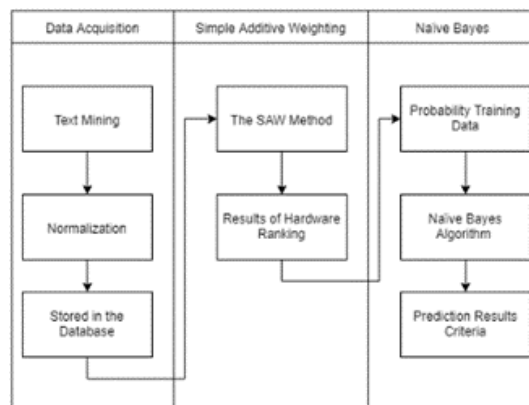 Data Acquisition
Simple Additive Weighting
Naïve Bayes
Text Mining
Normalization
Stored in the
Database
The SAW Method
Results of Hardware
Ranking
Probability Training
Data
Naïve Bayes
Algorithm
Prediction Results
Criteria